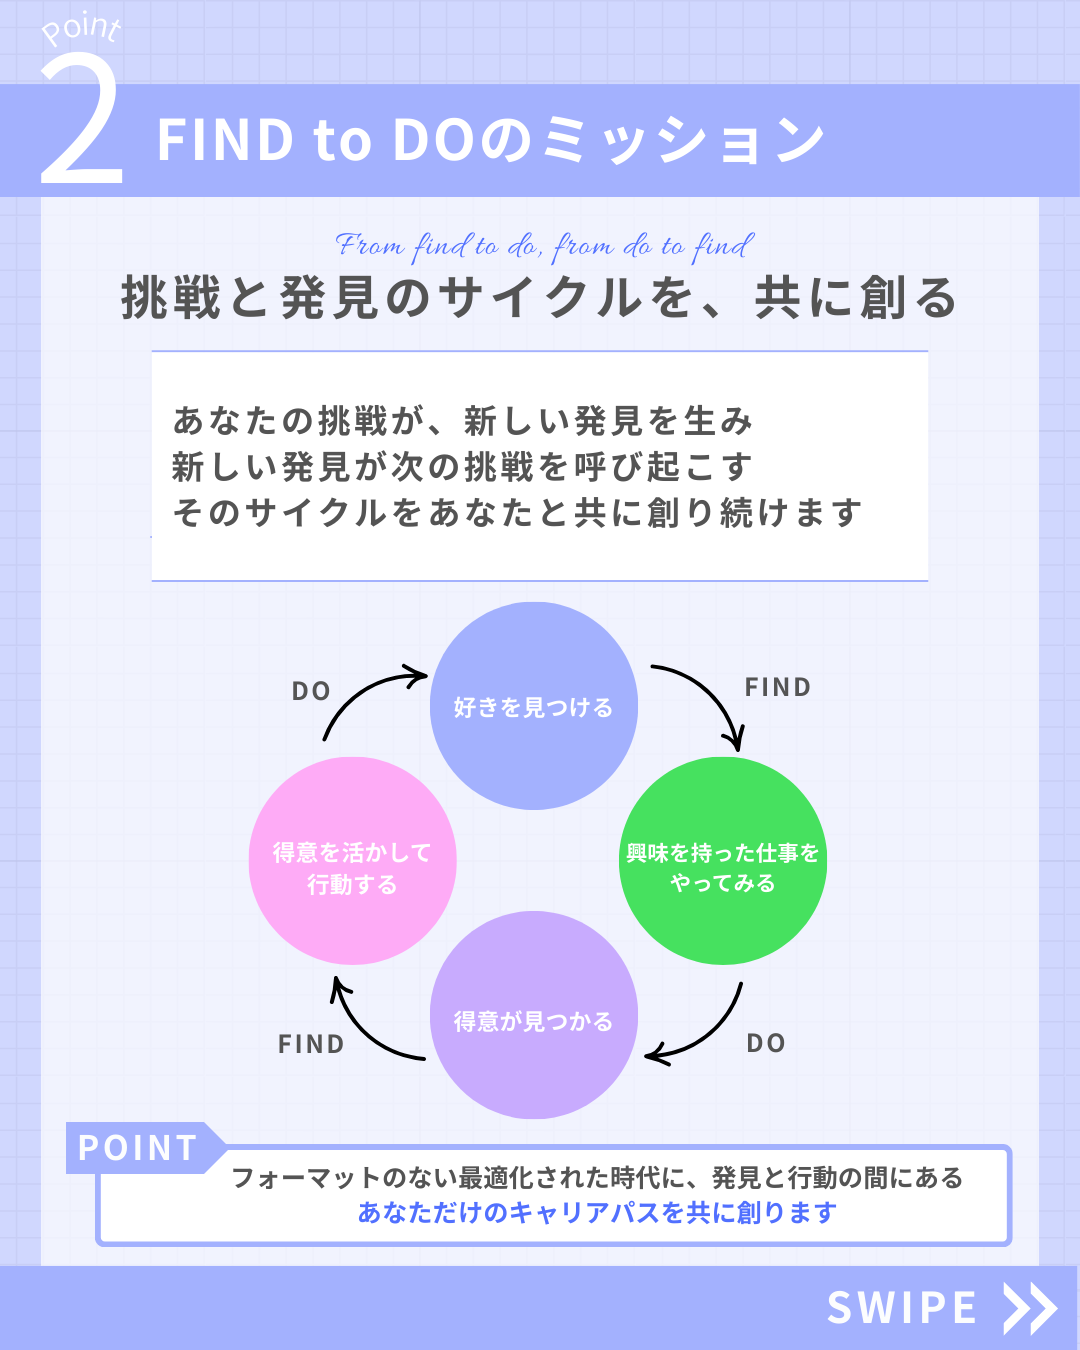 Point
2
FIND to DOのミッション
From find to do, from do to find
挑戦と発見のサイクルを、共に創る
あなたの挑戦が、新しい発見を生み
新しい発見が次の挑戦を呼び起こす
そのサイクルをあなたと共に創り続けます
DO
好きを見つける
FIND
得意を活かして
行動する
興味を持った仕事を
やってみる
FIND
得意が見つかる
DO
POINT
フォーマットのない最適化された時代に、発見と行動の間にある
あなただけのキャリアパスを共に創ります
SWIPE